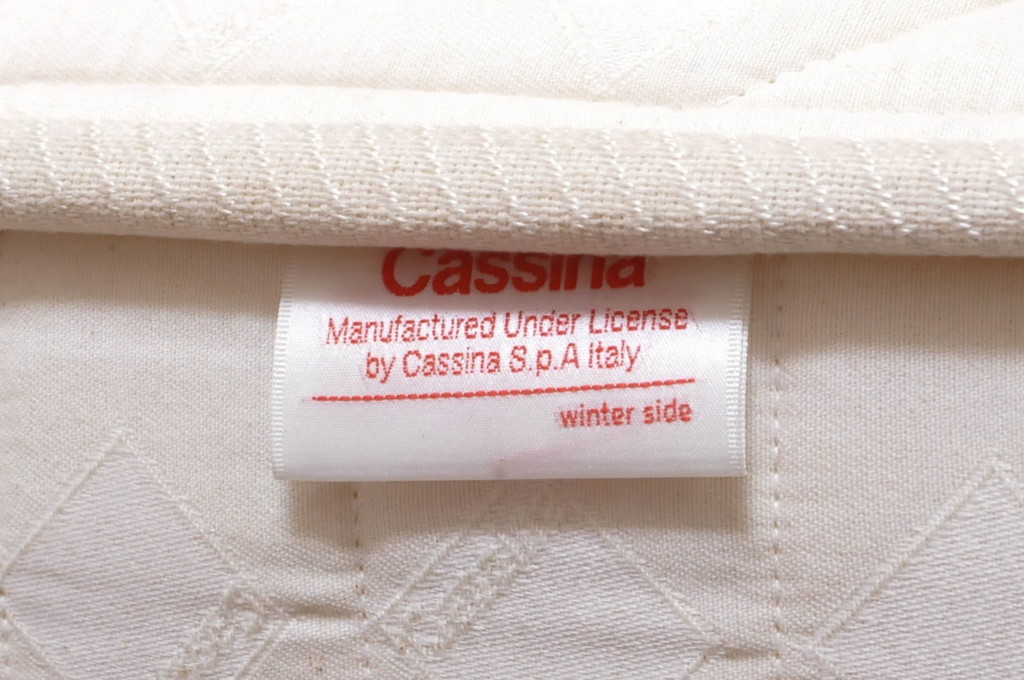 Cassina
Manufactured Under License
by Cassina S.p.A Italy
winter side